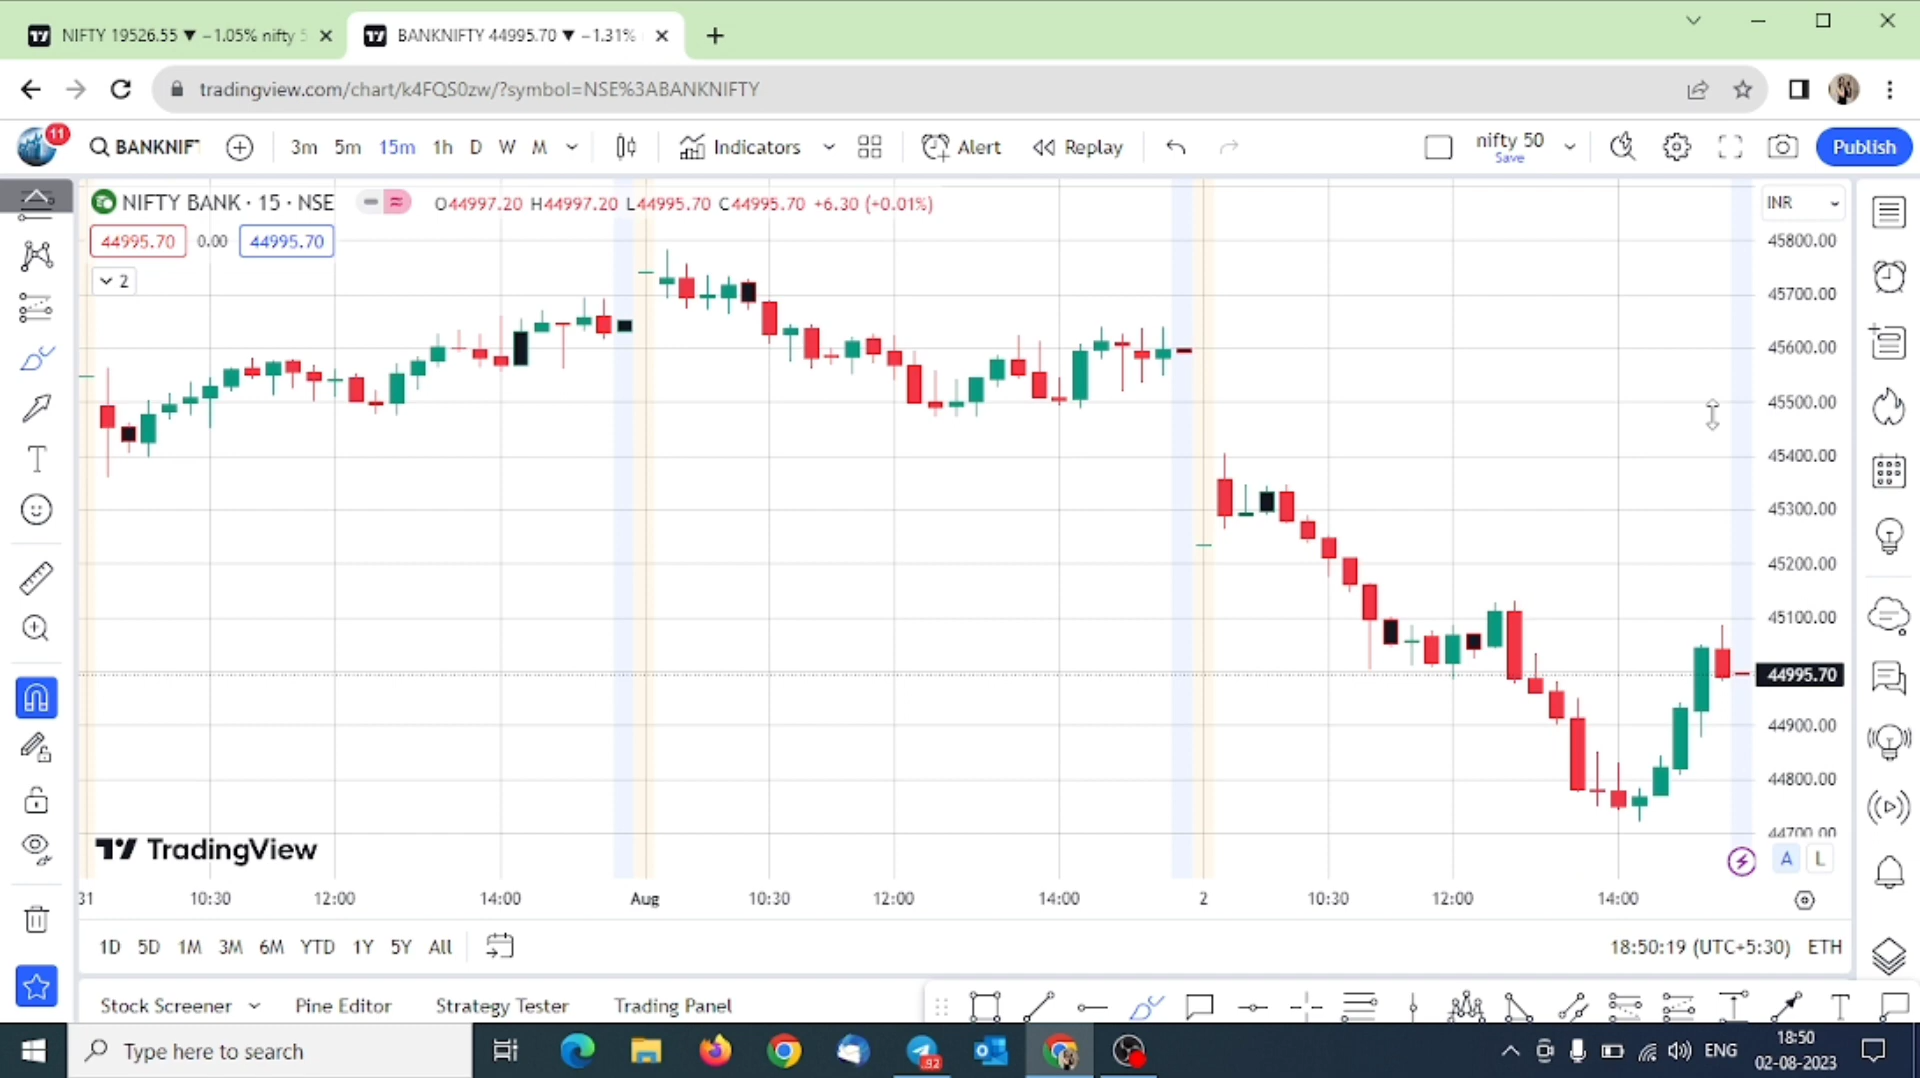 NIFTY 19526.55 ▼ −1.05% nifty 5
BANKNIFTY 44995.70 ▼ −1.31%
tradingview.com/chart/k4FQS0zw/?symbol=NSE%3ABANKNIFTY
11
BANKNIF
3m 5m 15m 1h D W M
Indicators
Alert
Replay
nifty 50
Save
Publish
NIFTY BANK · 15 · NSE
O44997.20 H44997.20 L44995.70 C44995.70 +6.30 (+0.01%)
INR
44995.70 0.00 44995.70
2
45800.00
45700.00
45600.00
45500.00
45400.00
45300.00
45200.00
45100.00
44995.70
44900.00
44800.00
44700.00
TradingView
A L
31 10:30 12:00 14:00 Aug 10:30 12:00 14:00 2 10:30 12:00 14:00
1D 5D 1M 3M 6M YTD 1Y 5Y All
18:50:19 (UTC+5:30) ETH
Stock Screener Pine Editor Strategy Tester Trading Panel
Type here to search
92
ENG
18:50
02-08-2023